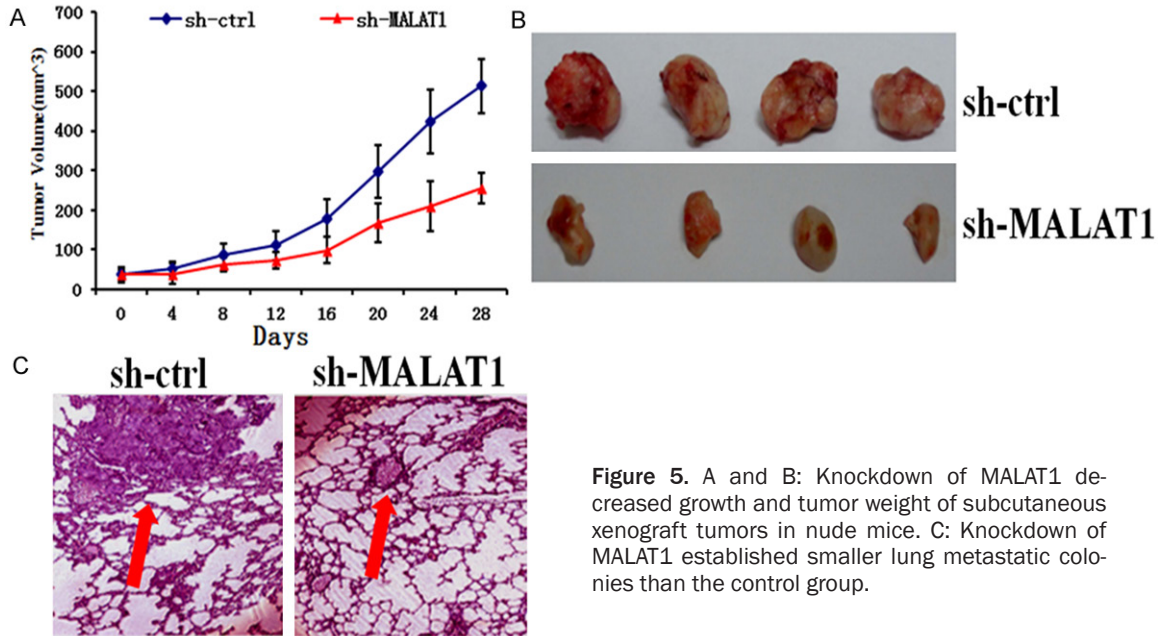 A
700
sh-ctrl
sh-MALAT1
600
500
400
300
200
100
0
Tumor Volume(mm^3)
0 4 8 12 16 20 24 28
Days
B
sh-ctrl
sh-MALAT1
C
sh-ctrl
sh-MALAT1
Figure 5. A and B: Knockdown of MALAT1 de-
creased growth and tumor weight of subcutaneous
xenograft tumors in nude mice. C: Knockdown of
MALAT1 established smaller lung metastatic colo-
nies than the control group.